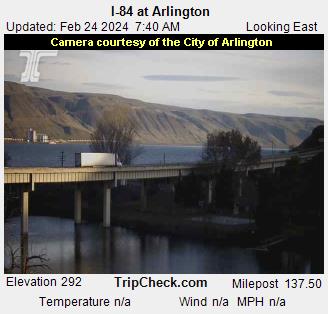 I-84 at Arlington
Updated: Feb 24 2024 7:40 AM Looking East
Camera courtesy of the City of Arlington
Elevation 292 TripCheck.com Milepost 137.50
Temperature n/a Wind n/a MPH n/a